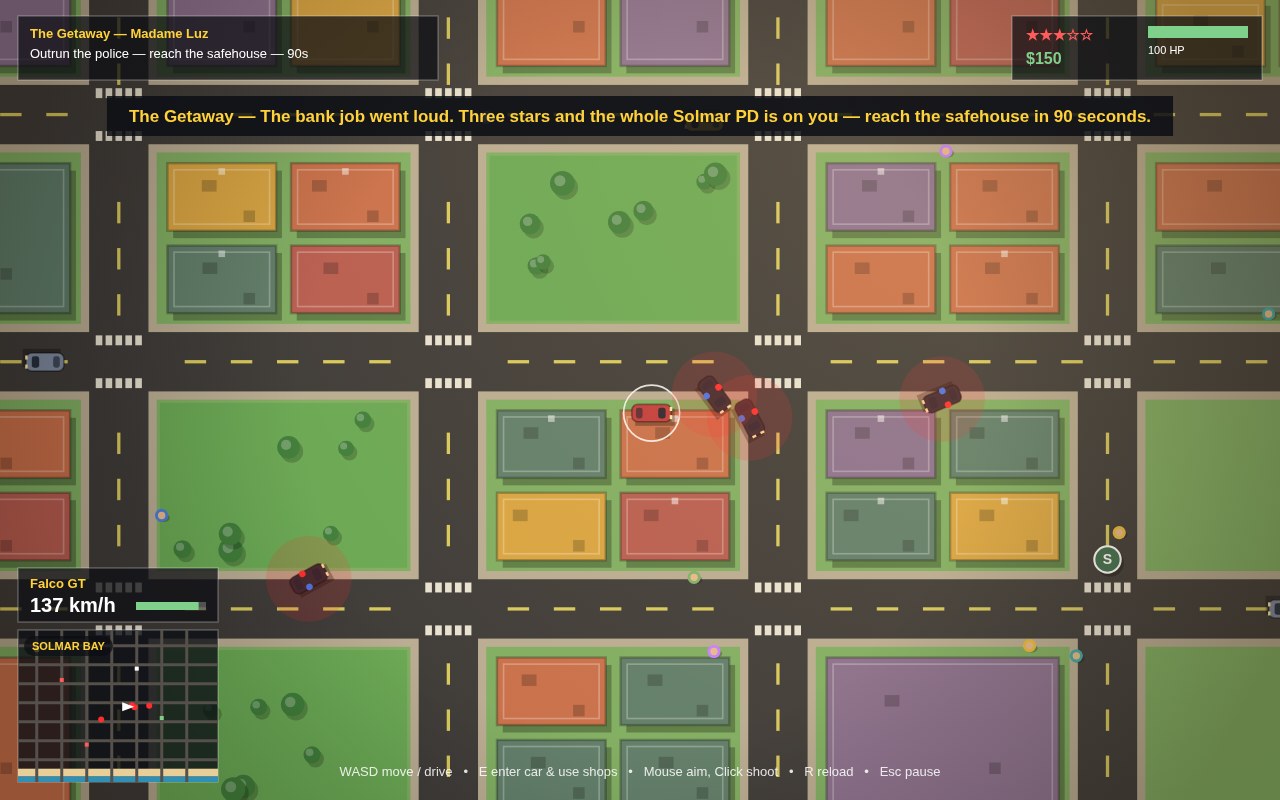 The Getaway — Madame Luz
Outrun the police — reach the safehouse — 90s
★★★☆☆
$150
100 HP
The Getaway — The bank job went loud. Three stars and the whole Solmar PD is on you — reach the safehouse in 90 seconds.
S
Falco GT
137 km/h
SOLMAR BAY
WASD move / drive • E enter car & use shops • Mouse aim, Click shoot • R reload • Esc pause